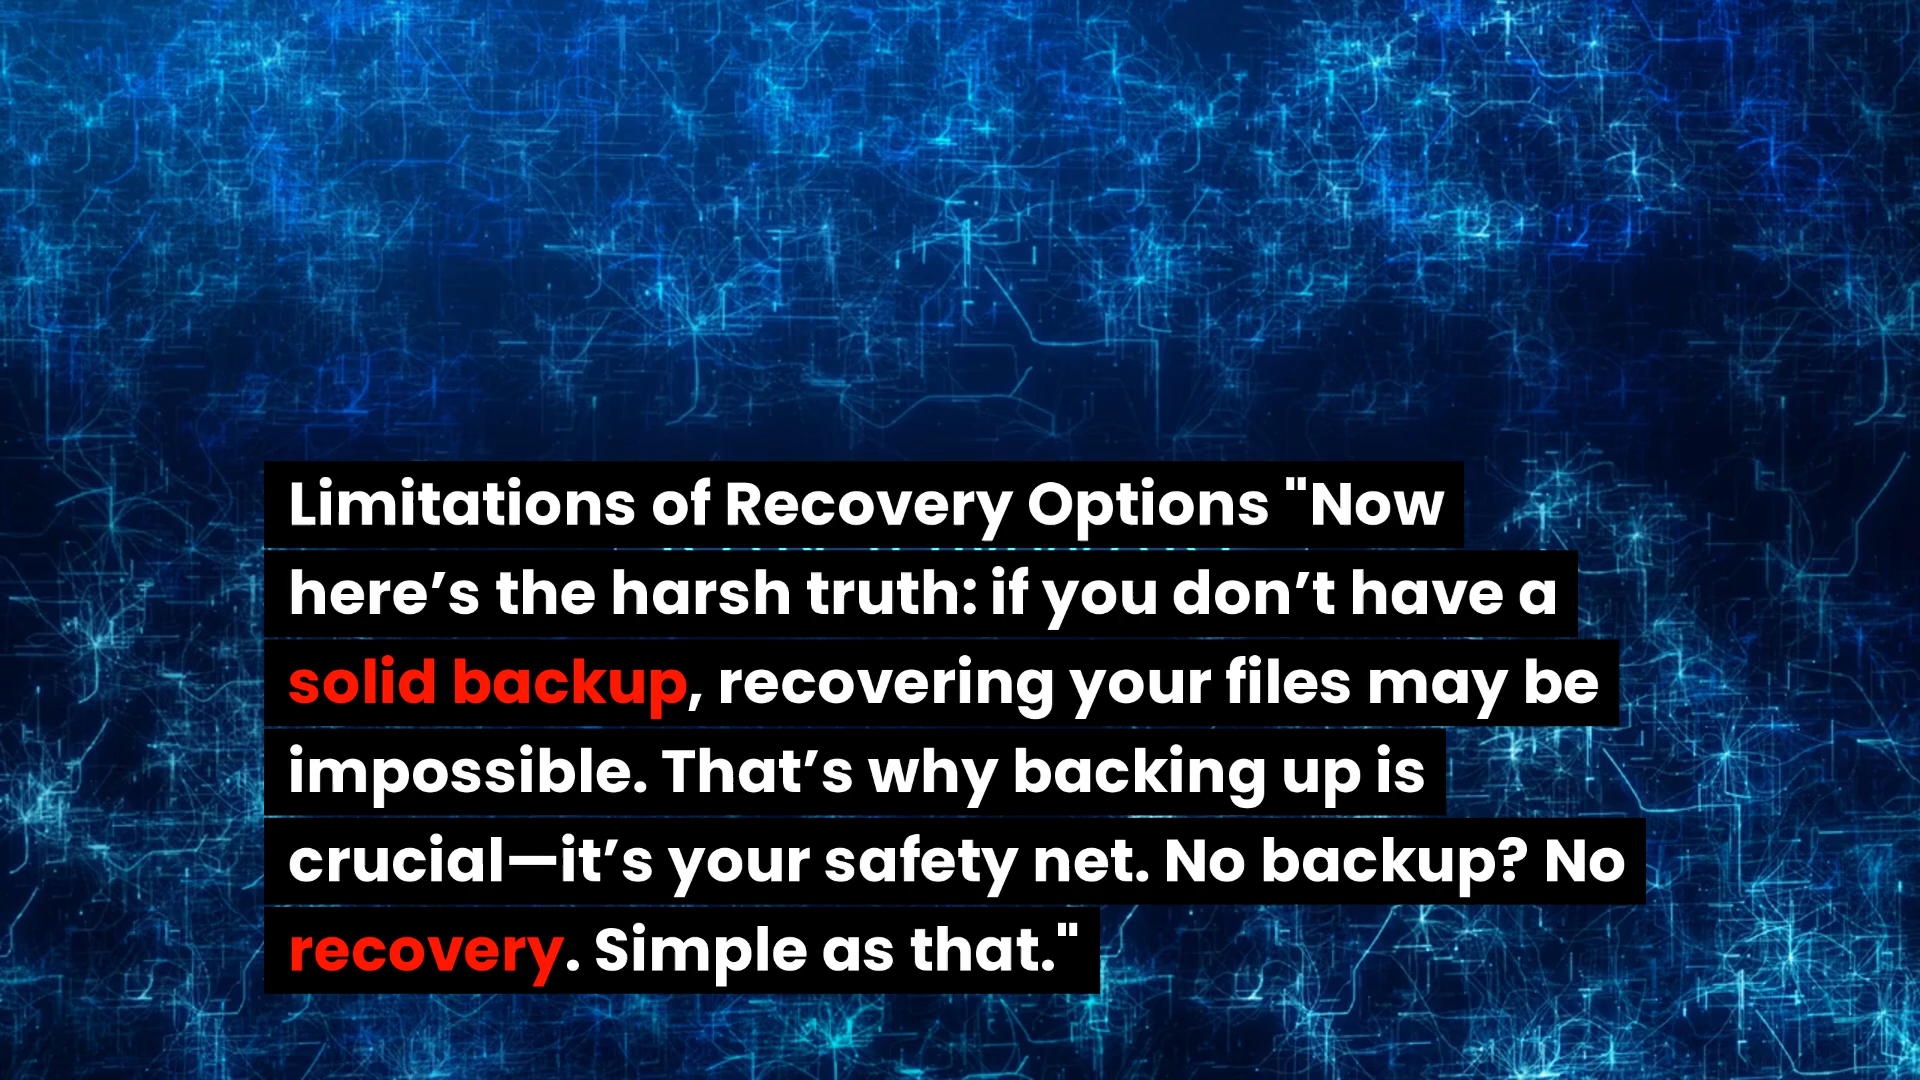 Limitations of Recovery Options "Now
here’s the harsh truth: if you don’t have a
solid backup, recovering your files may be
impossible. That’s why backing up is
crucial—it’s your safety net. No backup? No
recovery. Simple as that."